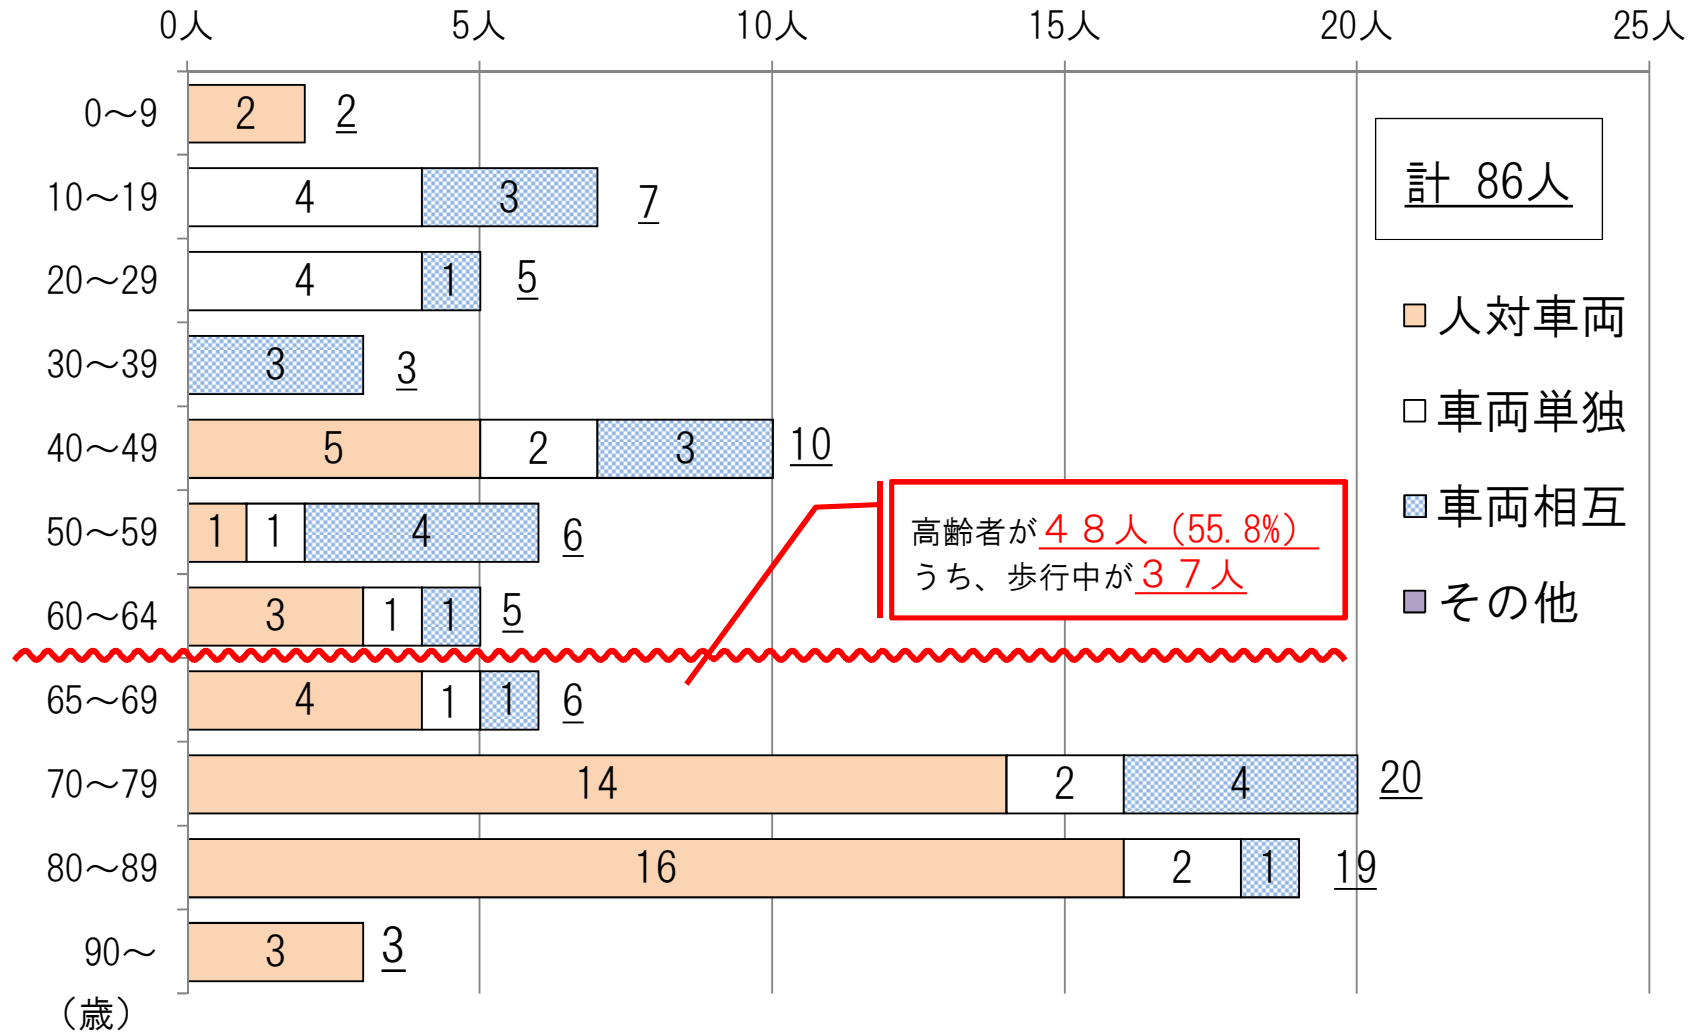 0人 5人 10人 15人 20人 25人
0～9 2 2
10～19 4 3 7
20～29 4 1 5
30～39 3 3
40～49 5 2 3 10
50～59 1 1 4 6
60～64 3 1 1 5
65～69 4 1 1 6
70～79 14 2 4 20
80～89 16 2 1 19
90～ 3 3
（歳）
計 86人
人対車両
車両単独
車両相互
その他
高齢者が４８人（55.8%）
うち、歩行中が３７人